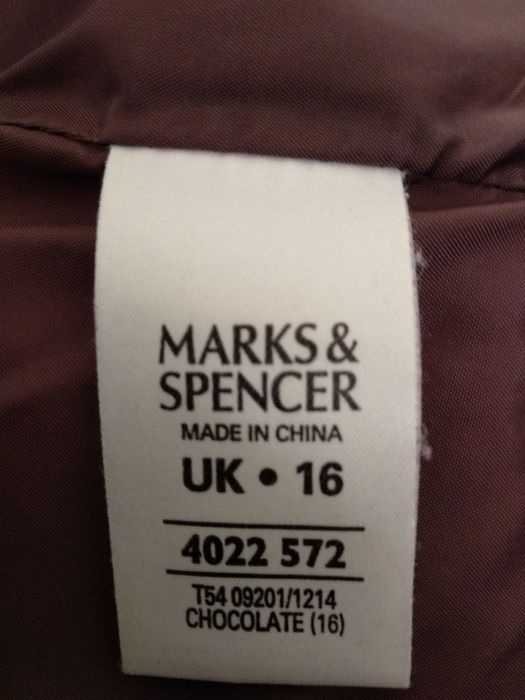 MARKS &
SPENCER
MADE IN CHINA
UK • 16
4022 572
T54 09201/1214
CHOCOLATE (16)